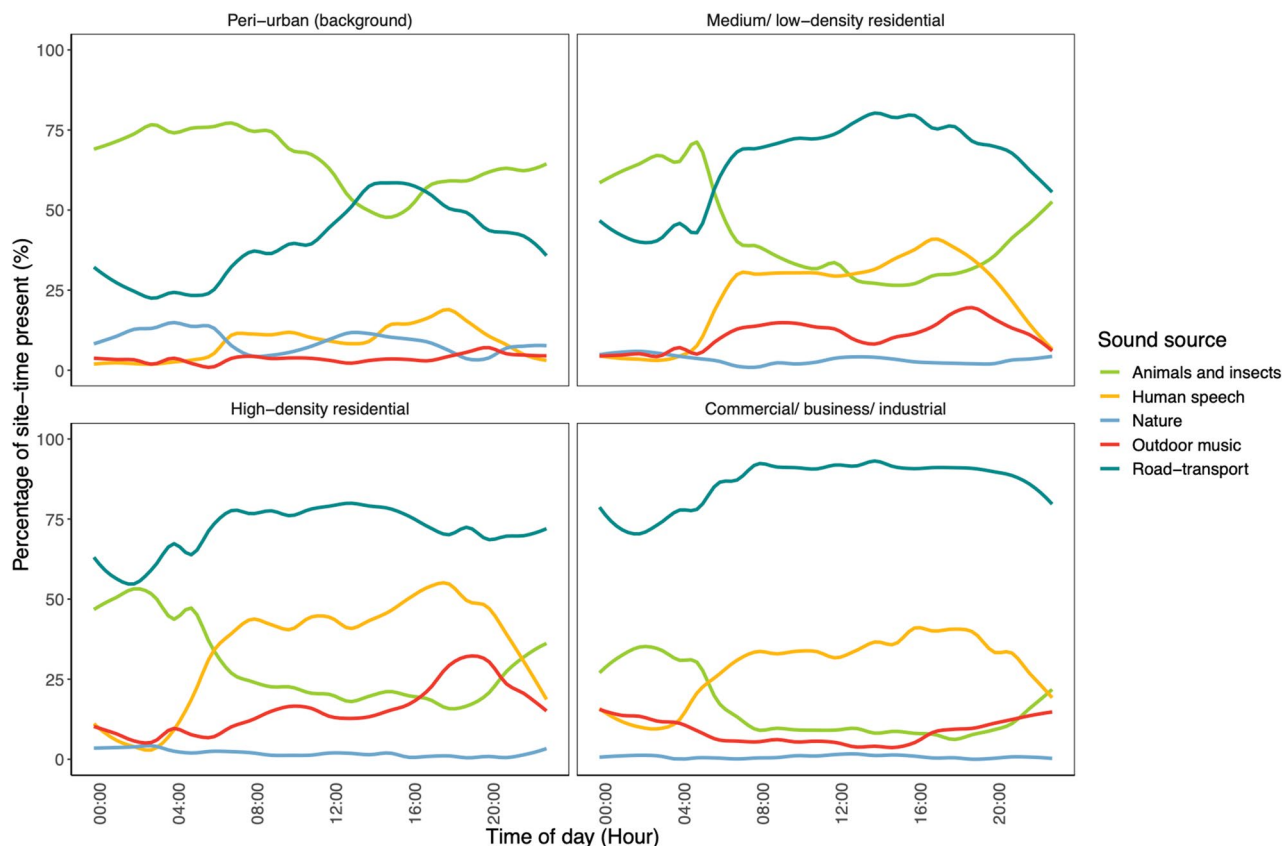 Peri−urban (background)
Medium/ low−density residential
100
75
50
25
0
High−density residential
Commercial/ business/ industrial
100
75
50
25
0
00:00
04:00
08:00
12:00
16:00
20:00
00:00
04:00
08:00
12:00
16:00
20:00
Percentage of site−time present (%)
Time of day (Hour)
Sound source
Animals and insects
Human speech
Nature
Outdoor music
Road−transport